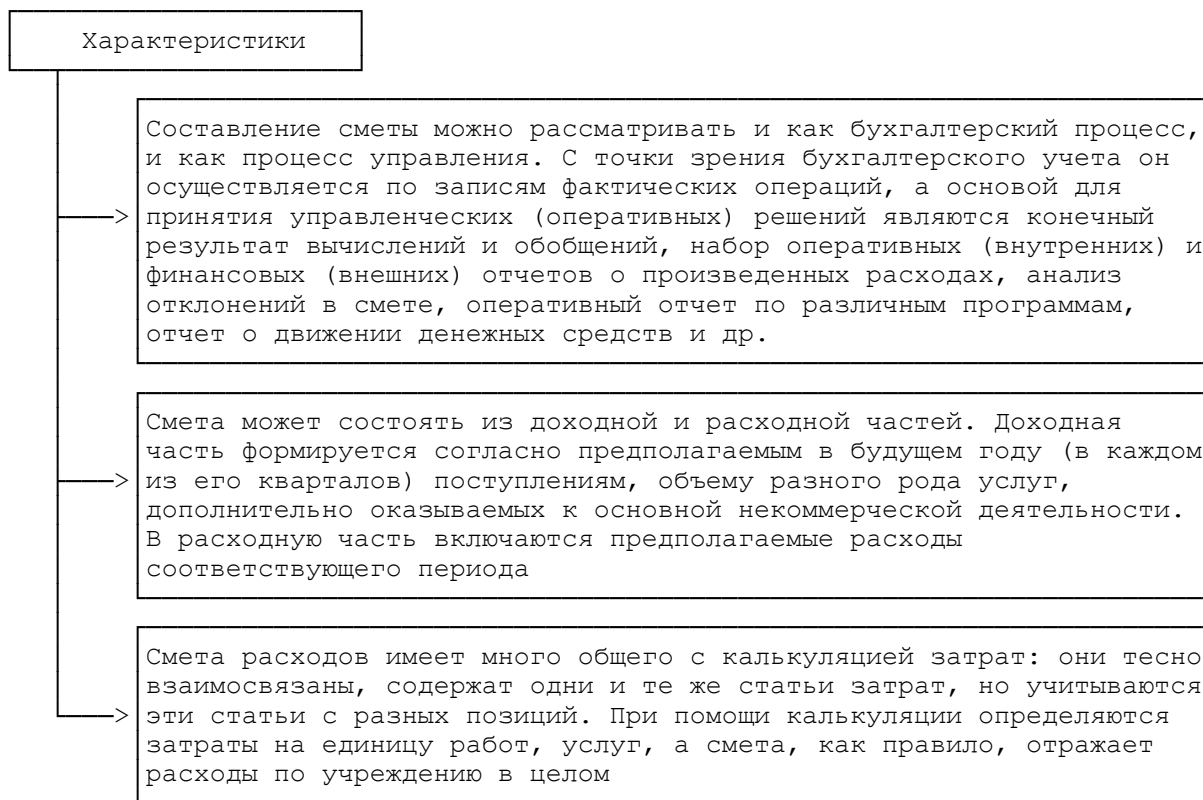 Характеристики
Составление сметы можно рассматривать и как бухгалтерский процесс,
и как процесс управления. С точки зрения бухгалтерского учета он
осуществляется по записям фактических операций, а основой для
принятия управленческих (оперативных) решений являются конечный
результат вычислений и обобщений, набор оперативных (внутренних) и
финансовых (внешних) отчетов о произведенных расходах, анализ
отклонений в смете, оперативный отчет по различным программам,
отчет о движении денежных средств и др.
Смета может состоять из доходной и расходной частей. Доходная
часть формируется согласно предполагаемым в будущем году (в каждом
из его кварталов) поступлениям, объему разного рода услуг,
дополнительно оказываемых к основной некоммерческой деятельности.
В расходную часть включаются предполагаемые расходы
соответствующего периода
Смета расходов имеет много общего с калькуляцией затрат: они тесно
взаимосвязаны, содержат одни и те же статьи затрат, но учитываются
эти статьи с разных позиций. При помощи калькуляции определяются
затраты на единицу работ, услуг, а смета, как правило, отражает
расходы по учреждению в целом